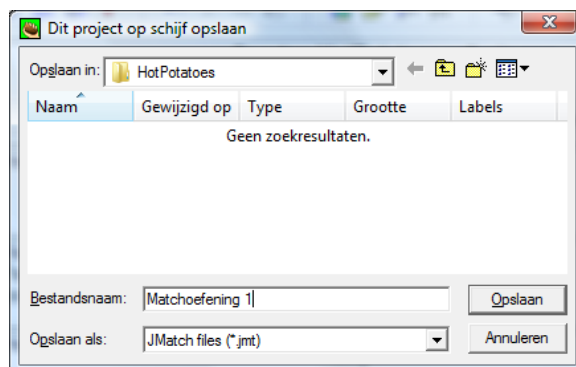 Dit project op schijf opslaan
Opslaan in: HotPotatoes
Naam Gewijzigd op Type Grootte Labels
Geen zoekresultaten.
Bestandsnaam: Matchoefening 1 Opslaan
Opslaan als: JMatch files (*.jmt) Annuleren